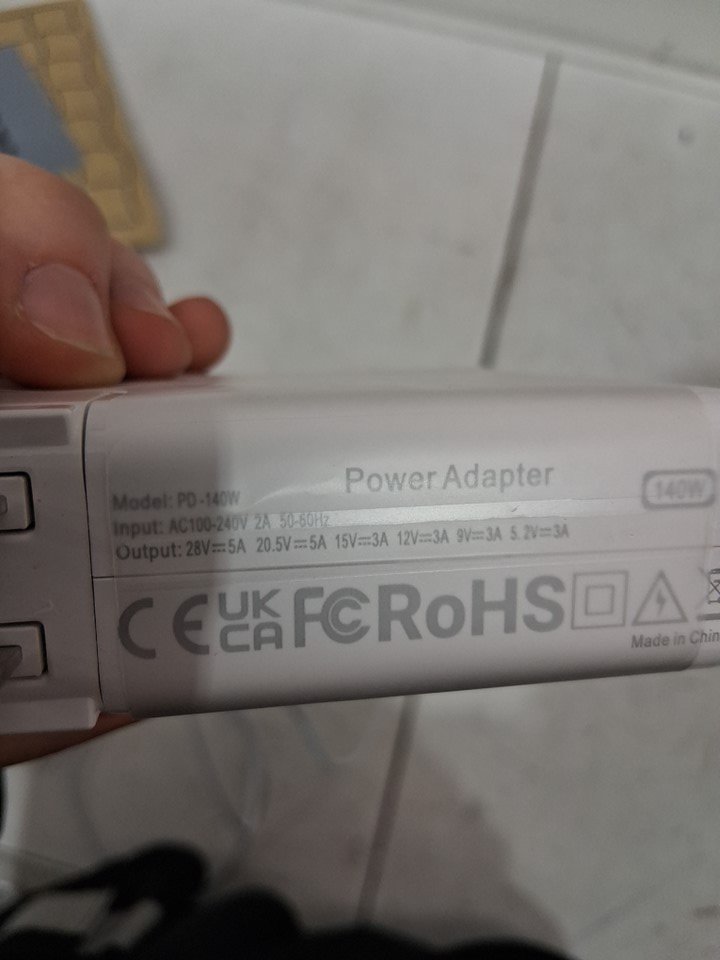 Power Adapter
140W
Model: PD-140W
Input: AC100-240V 2A 50-60Hz
Output: 28V⎓5A 20.5V⎓5A 15V⎓3A 12V⎓3A 9V⎓3A 5.2V⎓3A
CE UK CA FC RoHS
Made in Chin